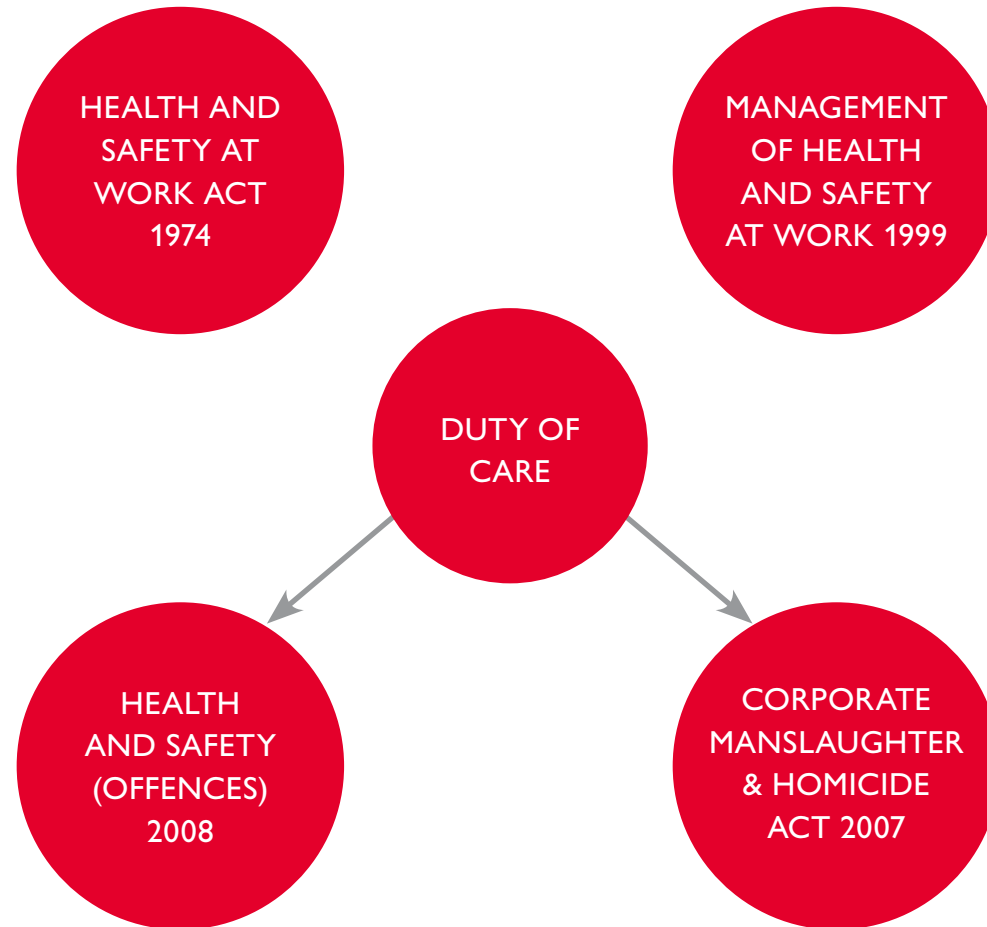 HEALTH AND
SAFETY AT
WORK ACT
1974
MANAGEMENT
OF HEALTH
AND SAFETY
AT WORK 1999
DUTY OF
CARE
HEALTH
AND SAFETY
(OFFENCES)
2008
CORPORATE
MANSLAUGHTER
& HOMICIDE
ACT 2007